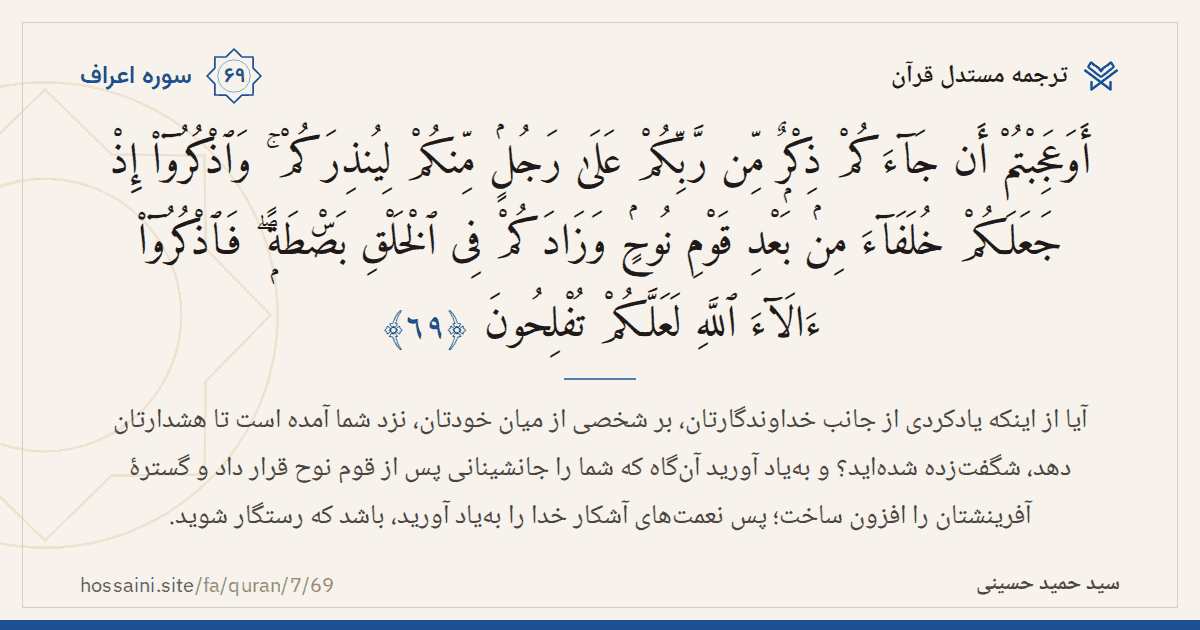 ترجمه مستدل قرآن
۶۹ سوره اعراف
أَوَعَجِبْتُمْ أَن جَآءَكُمْ ذِكْرٌۭ مِّن رَّبِّكُمْ عَلَىٰ رَجُلٍۢ مِّنكُمْ لِيُنذِرَكُمْ ۚ وَٱذْكُرُوٓا۟ إِذْ
جَعَلَكُمْ خُلَفَآءَ مِنۢ بَعْدِ قَوْمِ نُوحٍۢ وَزَادَكُمْ فِى ٱلْخَلْقِ بَصْۜطَةًۭ ۖ فَٱذْكُرُوٓا۟
ءَالَآءَ ٱللَّهِ لَعَلَّكُمْ تُفْلِحُونَ ﴿٦٩﴾
آیا از اینکه یادکردی از جانب خداوندگارتان، بر شخصی از میان خودتان، نزد شما آمده است تا هشدارتان
دهد، شگفت‌زده شده‌اید؟ و به‌یاد آورید آن‌گاه که شما را جانشینانی پس از قوم نوح قرار داد و گسترهٔ
آفرینشتان را افزون ساخت؛ پس نعمت‌های آشکار خدا را به‌یاد آورید، باشد که رستگار شوید.
سید حمید حسینی
hossaini.site/fa/quran/7/69